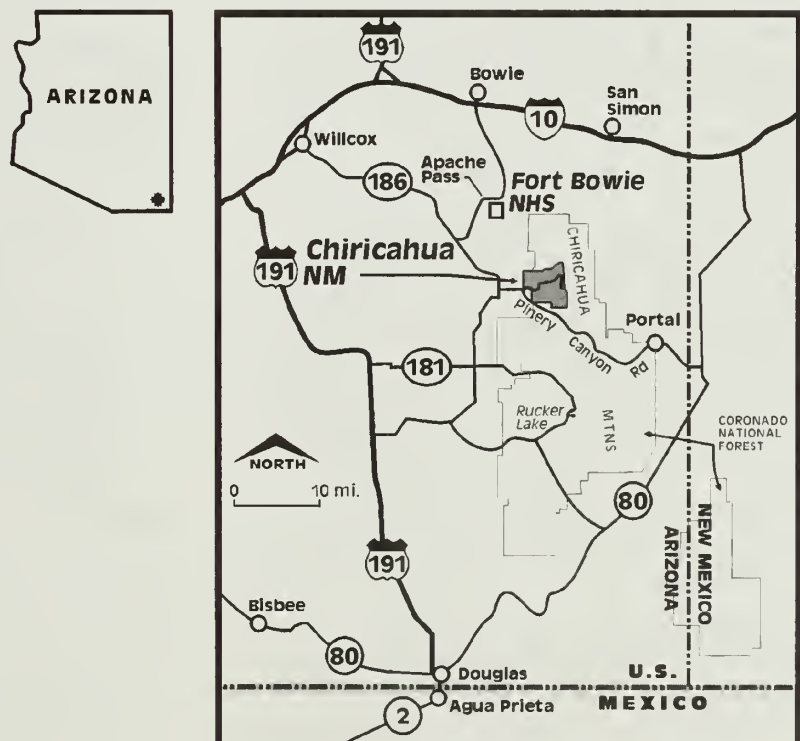 ARIZONA
191
Bowie
San
Simon
10
Willcox
Apache
Pass
186
Fort Bowie
NHS
Chiricahua
NM
191
CHIRICAHUA
Pinery
Canyon
Rd
Portal
181
Rucker
Lake
MTNS
CORONADO
NATIONAL
FOREST
NORTH
0 10 mi.
80
191
ARIZONA
NEW MEXICO
Bisbee
80
Douglas
U.S.
MEXICO
Agua Prieta
2